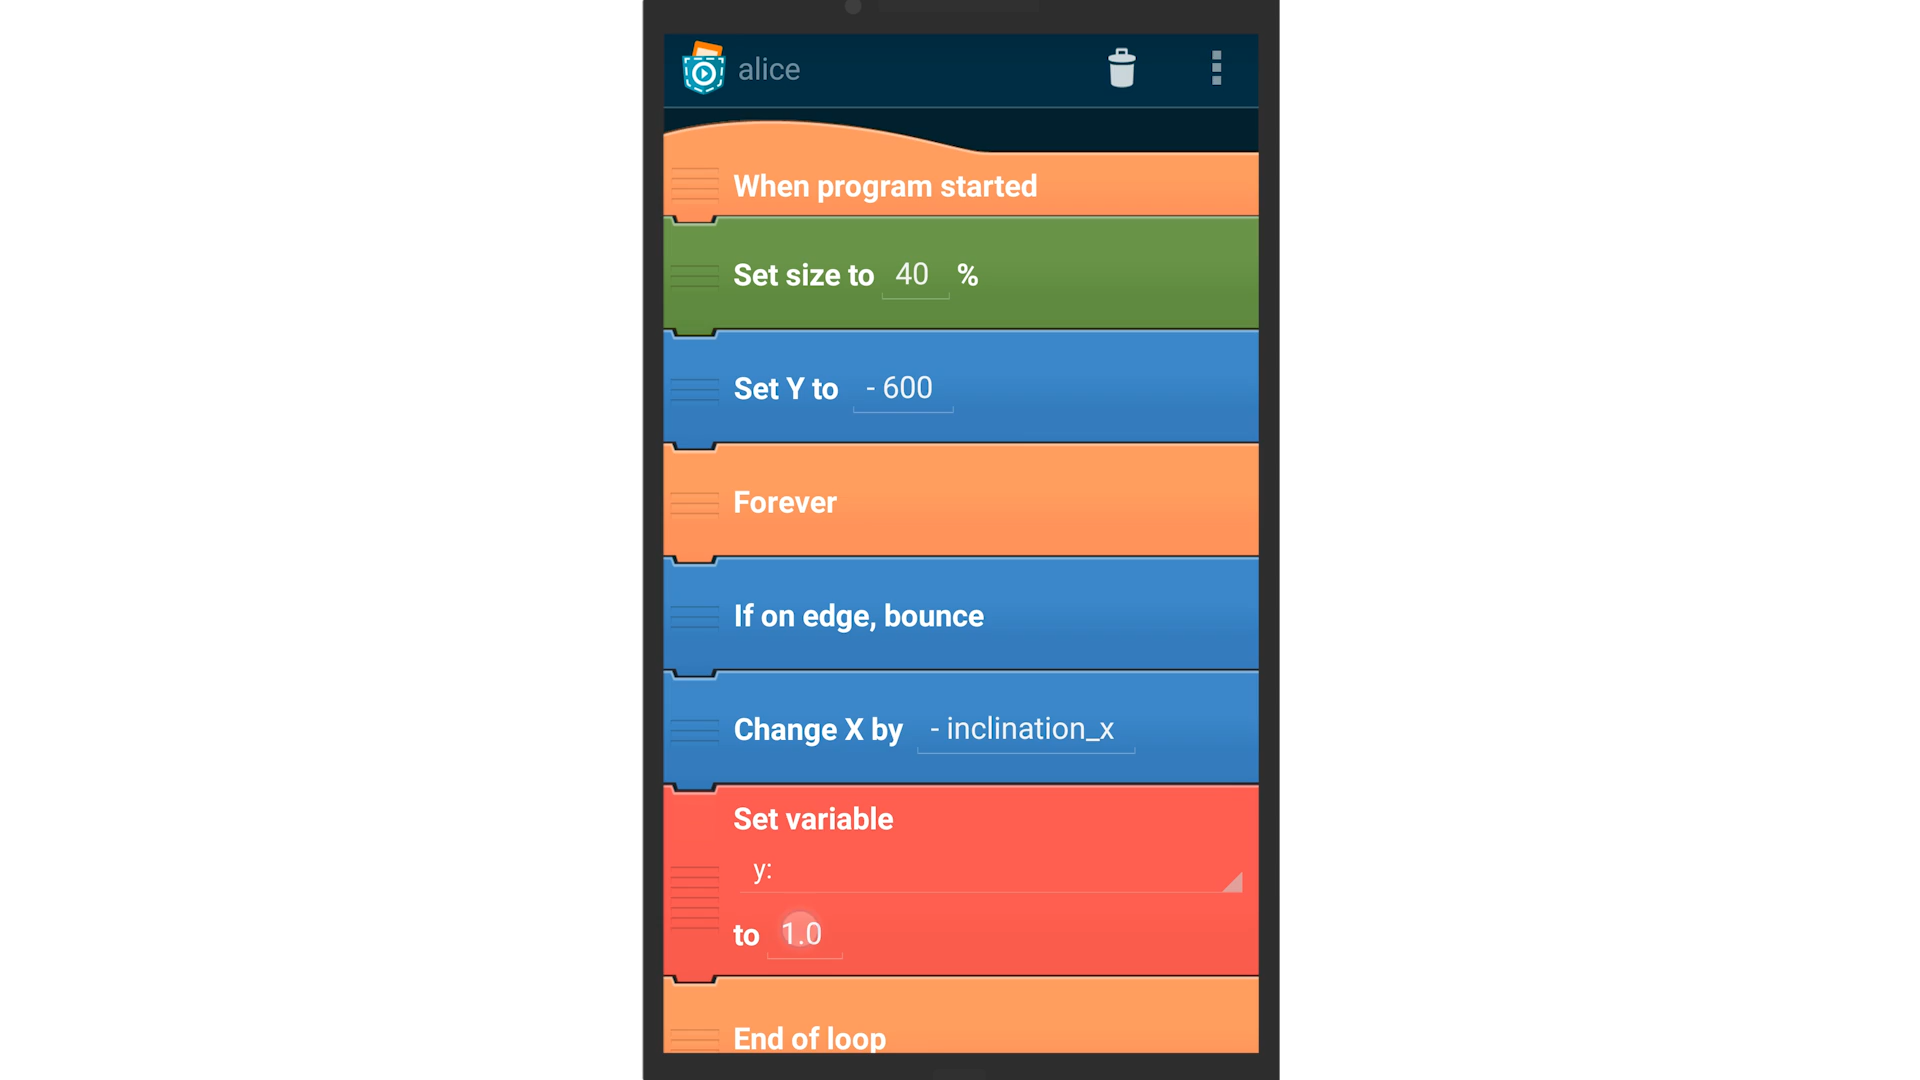 alice
When program started
Set size to 40 %
Set Y to - 600
Forever
If on edge, bounce
Change X by - inclination_x
Set variable
y:
to 1.0
End of loop